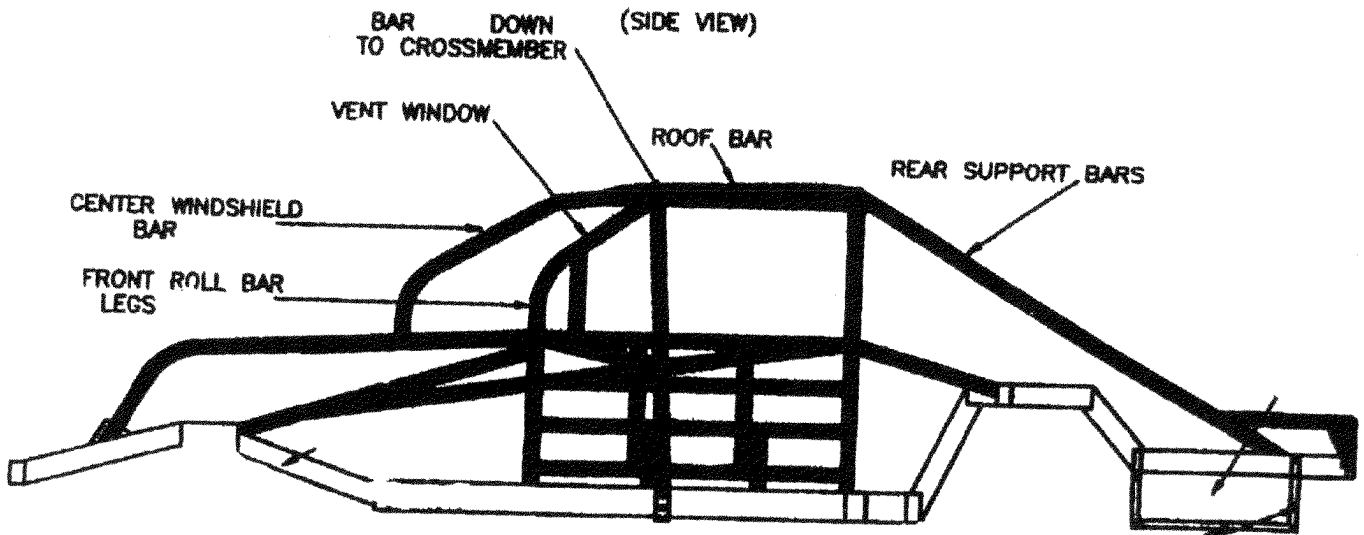 BAR DOWN (SIDE VIEW)
TO CROSSMEMBER
VENT WINDOW
ROOF BAR
REAR SUPPORT BARS
CENTER WINDSHIELD
BAR
FRONT ROLL BAR
LEGS